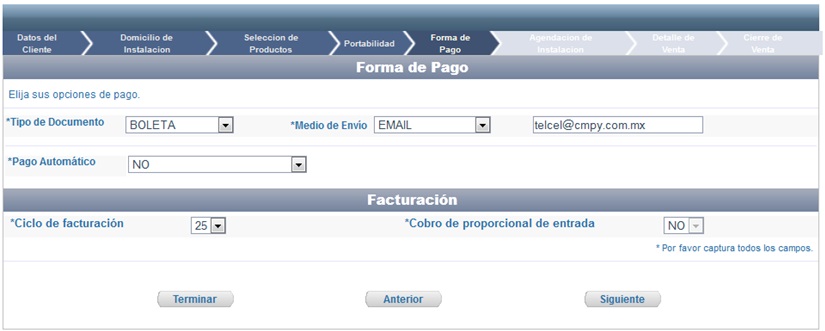 Datos del Cliente
Domicilio de Instalacion
Seleccion de Productos
Portabilidad
Forma de Pago
Agendacion de Instalacion
Detalle de Venta
Cierre de Venta
Forma de Pago
Elija sus opciones de pago.
*Tipo de Documento BOLETA *Medio de Envío EMAIL telcel@cmpy.com.mx
*Pago Automático NO
Facturación
*Ciclo de facturación 25 *Cobro de proporcional de entrada NO
* Por favor captura todos los campos.
Terminar Anterior Siguiente